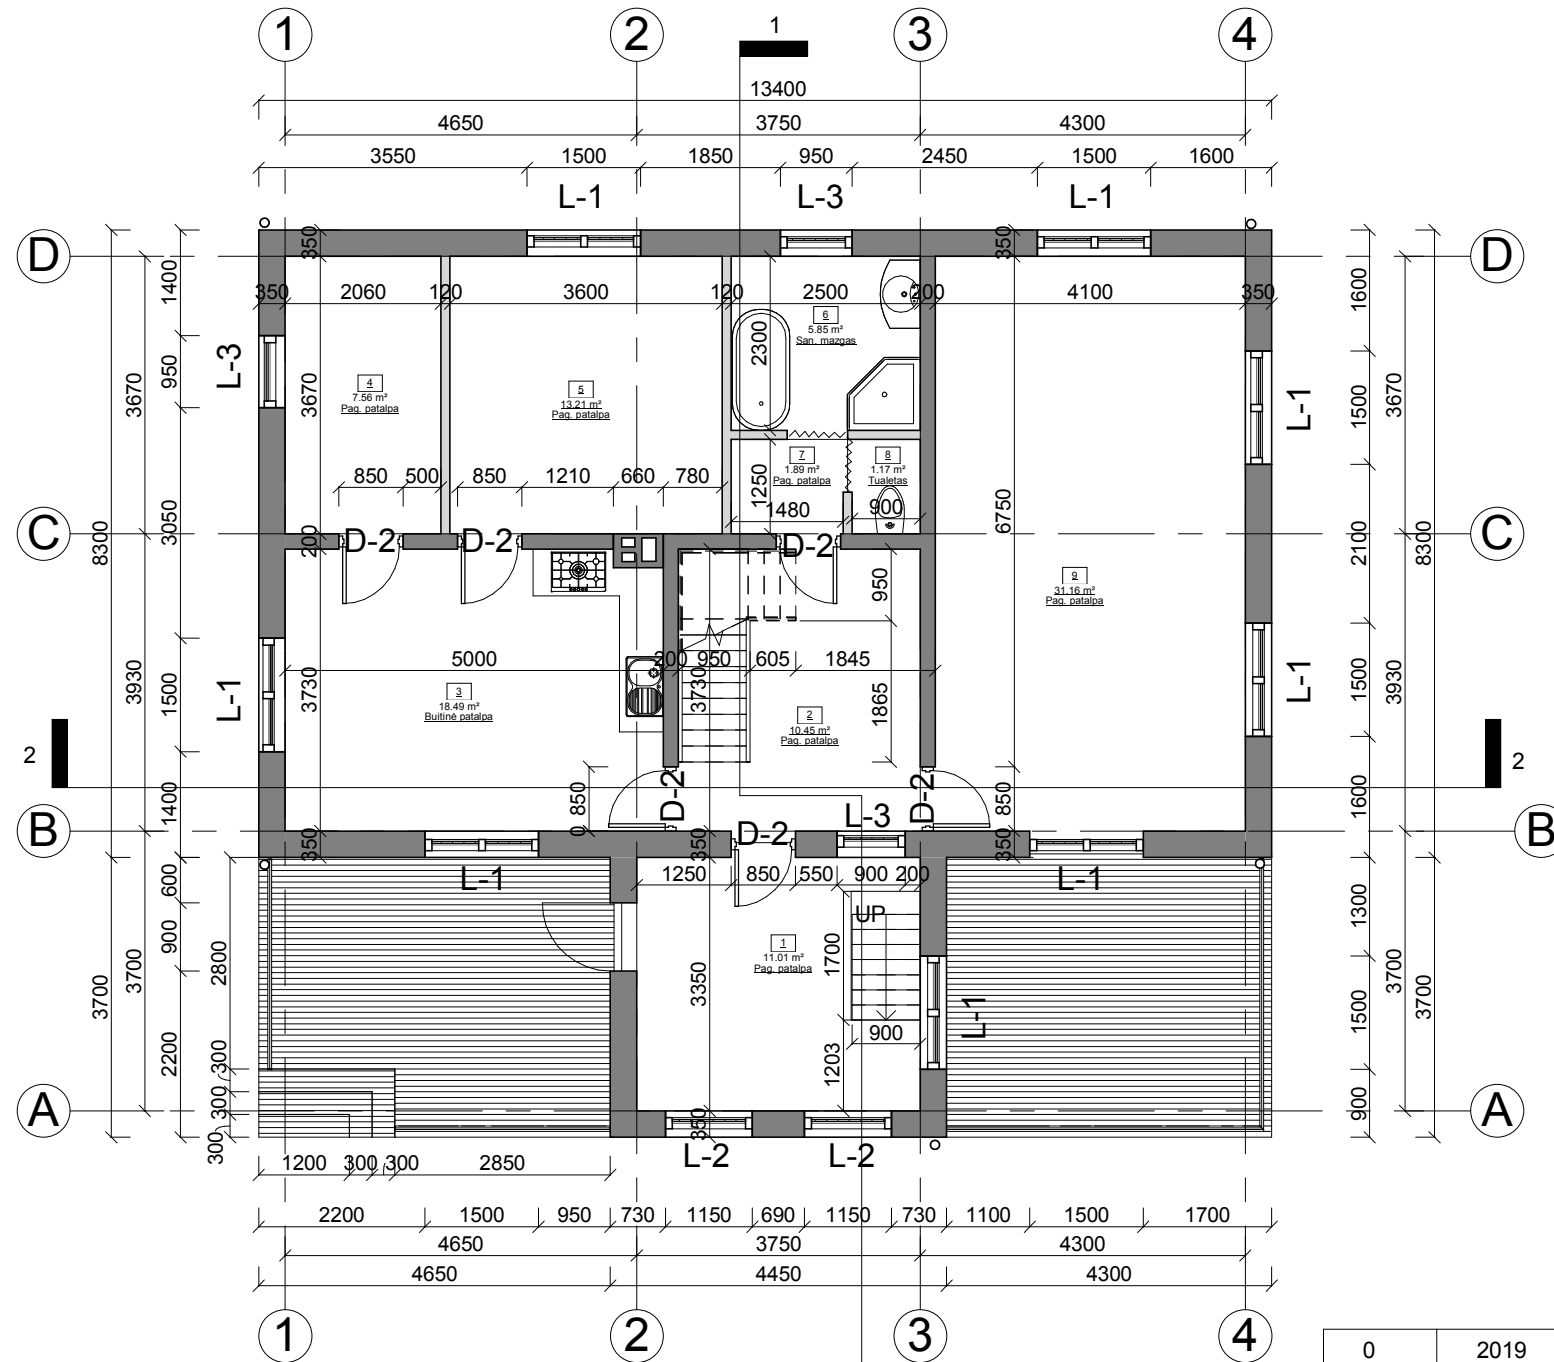 1 2 3 4
1
13400
4650 3750 4300
3550 1500 1850 950 2450 1500 1600
L-1 L-3 L-1
D D
350 350
350 2060 120 3600 120 2500 200 4100 350
1400 1600
950 1500
3670 3670
L-3 L-1
3670 2300 6750
4
7.56 m²
Pag. patalpa
5
13.21 m²
Pag. patalpa
6
5.85 m²
San. mazgas
7
1.89 m²
Pag. patalpa
8
1.17 m²
Tualetas
850 500 850 1210 660 780
1250 1480 900
C C
200
D-2 D-2 D-2
8300 3050 2100 8300
950
9
31.16 m²
Pag. patalpa
5000 200 950 605 1845
3930 1500 3730 3730 1865 1500 3930
L-1 L-1
3
18.49 m²
Buitinė patalpa
2
10.45 m²
Pag. patalpa
2 2
1400 0 850 D-2 D-2 850 1600
B B
350 350 350
D-2 L-3
L-1 L-1
1250 850 550 900 200
UP
600 1300
900 1500
3700 3700 2800 3350 1700 3700 3700
1
11.01 m²
Pag. patalpa
L-1
900
1203
2200 900
300
300
300
A A
350
L-2 L-2
1200 300 300 2850
2200 1500 950 730 1150 690 1150 730 1100 1500 1700
4650 3750 4300
4650 4450 4300
1 2 3 4
0 2019